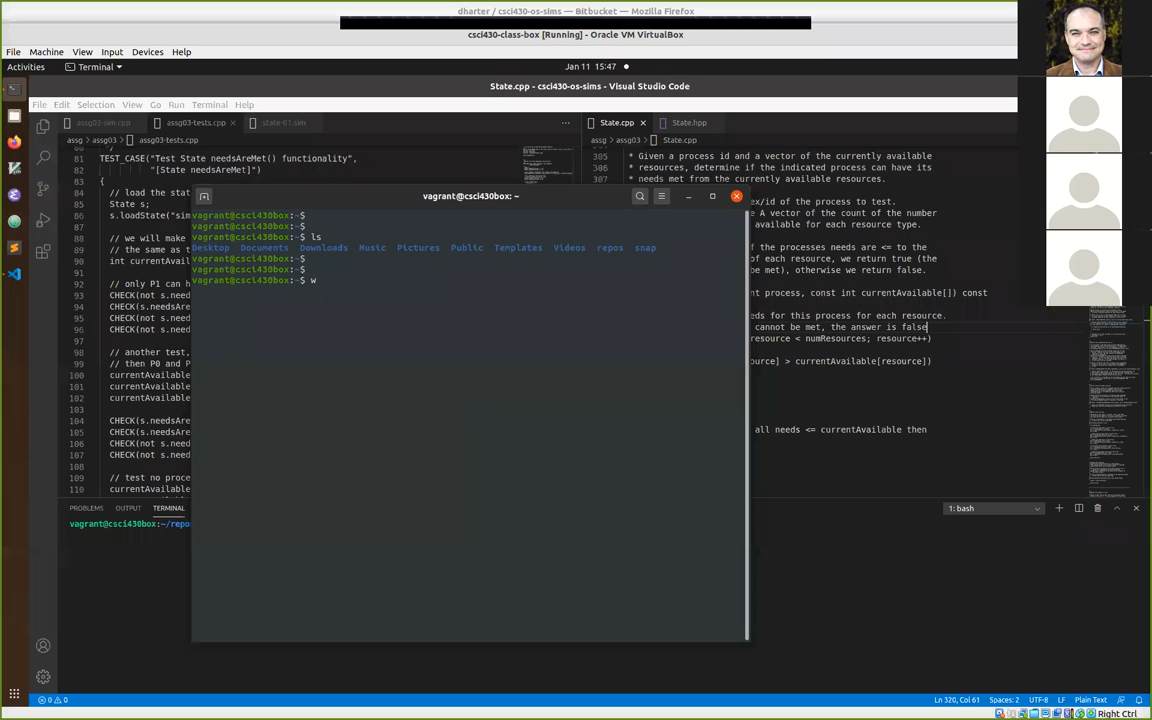 dharter / csci430-os-sims — Bitbucket — Mozilla Firefox
csci430-class-box [Running] - Oracle VM VirtualBox
File Machine View Input Devices Help
Activities Terminal Jan 11 15:47
State.cpp - csci430-os-sims - Visual Studio Code
File Edit Selection View Go Run Terminal Help
assg03-sim.cpp assg03-tests.cpp × state-01.sim ··· State.cpp × State.hpp
assg > assg03 > assg03-tests.cpp
assg > assg03 > State.cpp
81 TEST_CASE("Test State needsAreMet() functionality",
82 "[State needsAreMet]")
83 {
84 // load the stat
85 State s;
86 s.loadState("sim
87
88 // we will make
89 // the same as t
90 int currentAvail
91
92 // only P1 can h
93 CHECK(not s.need
94 CHECK(s.needsAre
95 CHECK(not s.need
96 CHECK(not s.need
97
98 // another test,
99 // then P0 and P
100 currentAvailable
101 currentAvailable
102 currentAvailable
103
104 CHECK(s.needsAre
105 CHECK(s.needsAre
106 CHECK(not s.need
107 CHECK(not s.need
108
109 // test no proce
110 currentAvailable
vagrant@csci430box: ~
vagrant@csci430box:~$
vagrant@csci430box:~$
vagrant@csci430box:~$ ls
Desktop Documents Downloads Music Pictures Public Templates Videos repos snap
vagrant@csci430box:~$
vagrant@csci430box:~$
vagrant@csci430box:~$ w
305 * Given a process id and a vector of the currently available
306 * resources, determine if the indicated process can have its
307 * needs met from the currently available resources.
ex/id of the process to test.
e A vector of the count of the number
available for each resource type.
f the processes needs are <= to the
of each resource, we return true (the
be met), otherwise we return false.
nt process, const int currentAvailable[]) const
eds for this process for each resource.
cannot be met, the answer is false
resource < numResources; resource++)
ource] > currentAvailable[resource])
all needs <= currentAvailable then
PROBLEMS OUTPUT TERMINAL 1: bash
vagrant@csci430box:~/repo
0 0 Ln 320, Col 61 Spaces: 2 UTF-8 LF Plain Text
Right Ctrl